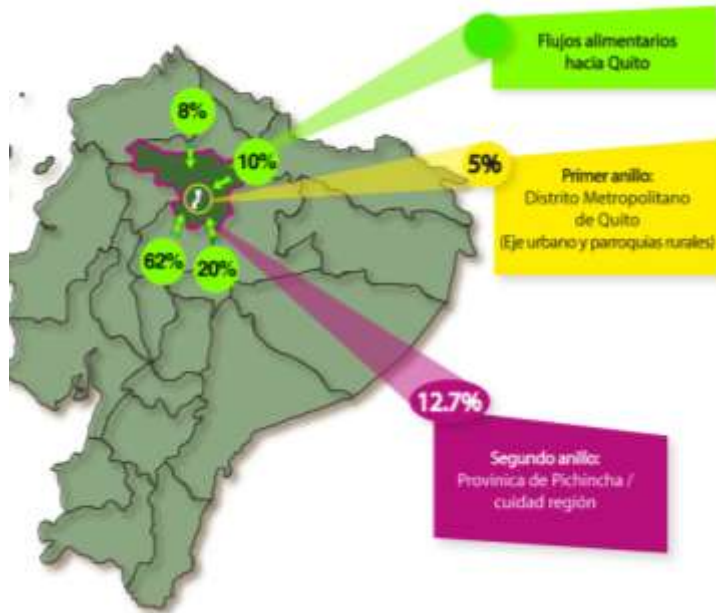 Flujos alimentarios
hacia Quito
8%
10%
5%
Primer anillo:
Distrito Metropolitano
de Quito
(Eje urbano y parroquias rurales)
62%
20%
12.7%
Segundo anillo:
Provinica de Pichincha /
cuidad región